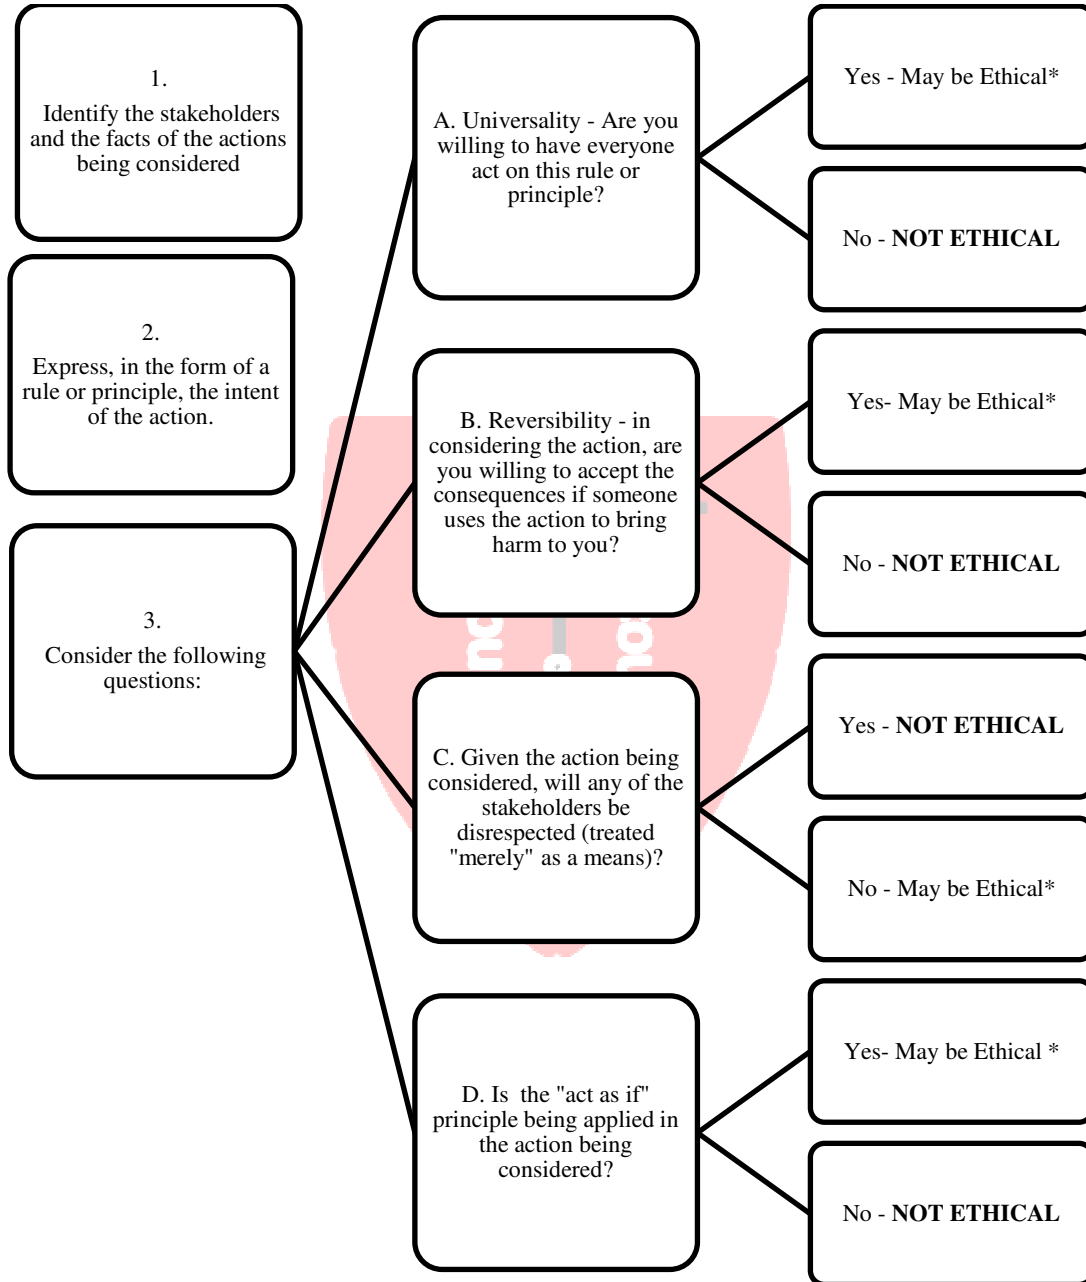 1.
Identify the stakeholders
and the facts of the actions
being considered
2.
Express, in the form of a
rule or principle, the intent
of the action.
3.
Consider the following
questions:
A. Universality - Are you
willing to have everyone
act on this rule or
principle?
Yes - May be Ethical*
No - NOT ETHICAL
B. Reversibility - in
considering the action, are
you willing to accept the
consequences if someone
uses the action to bring
harm to you?
Yes- May be Ethical*
No - NOT ETHICAL
C. Given the action being
considered, will any of the
stakeholders be
disrespected (treated
"merely" as a means)?
Yes - NOT ETHICAL
No - May be Ethical*
D. Is  the "act as if"
principle being applied in
the action being
considered?
Yes- May be Ethical *
No - NOT ETHICAL